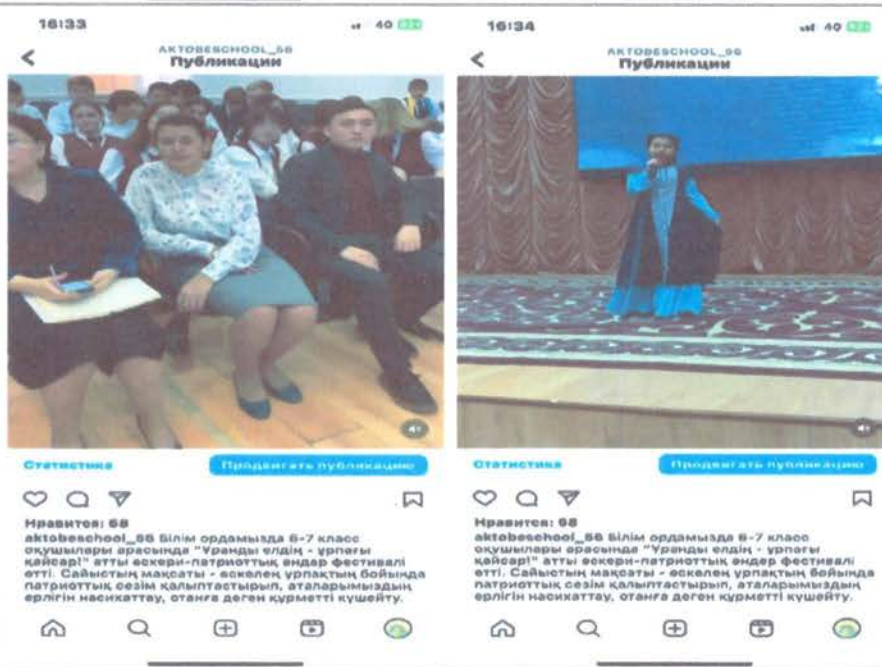 16:33
40
AKTOBESCHOOL_56
Публикации
Статистика
Продвигать публикацию
Нравится: 68
aktobeschool_56 Білім ордамызда 6-7 класс
оқушылары арасында "Ұранды елдің - ұрпағы
қайсар!" атты әскери-патриоттық әндер фестивалі
өтті. Сайыстың мақсаты - өскелең ұрпақтың бойында
патриоттық сезім қалыптастырып, аталарымыздың
ерлігін насихаттау, отанға деген құрметті күшейту.
16:34
40
AKTOBESCHOOL_56
Публикации
Статистика
Продвигать публикацию
Нравится: 68
aktobeschool_56 Білім ордамызда 6-7 класс
оқушылары арасында "Ұранды елдің - ұрпағы
қайсар!" атты әскери-патриоттық әндер фестивалі
өтті. Сайыстың мақсаты - өскелең ұрпақтың бойында
патриоттық сезім қалыптастырып, аталарымыздың
ерлігін насихаттау, отанға деген құрметті күшейту.